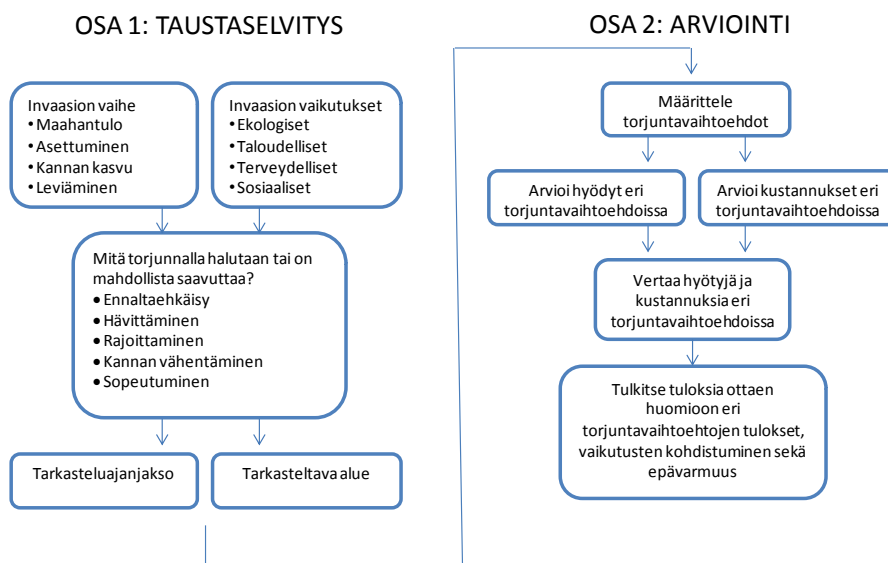 OSA 1: TAUSTASELVITYS
Invaasion vaihe
• Maahantulo
• Asettuminen
• Kannan kasvu
• Leviäminen
Invaasion vaikutukset
• Ekologiset
• Taloudelliset
• Terveydelliset
• Sosiaaliset
Mitä torjunnalla halutaan tai on
mahdollista saavuttaa?
• Ennaltaehkäisy
• Hävittäminen
• Rajoittaminen
• Kannan vähentäminen
• Sopeutuminen
Tarkasteluajanjakso
Tarkasteltava alue
OSA 2: ARVIOINTI
Määrittele
torjuntavaihtoehdot
Arvioi hyödyt eri
torjuntavaihtoehdoissa
Arvioi kustannukset eri
torjuntavaihtoehdoissa
Vertaa hyötyjä ja
kustannuksia eri
torjuntavaihtoehdoissa
Tulkitse tuloksia ottaen
huomioon eri
torjuntavaihtoehtojen tulokset,
vaikutusten kohdistuminen sekä
epävarmuus